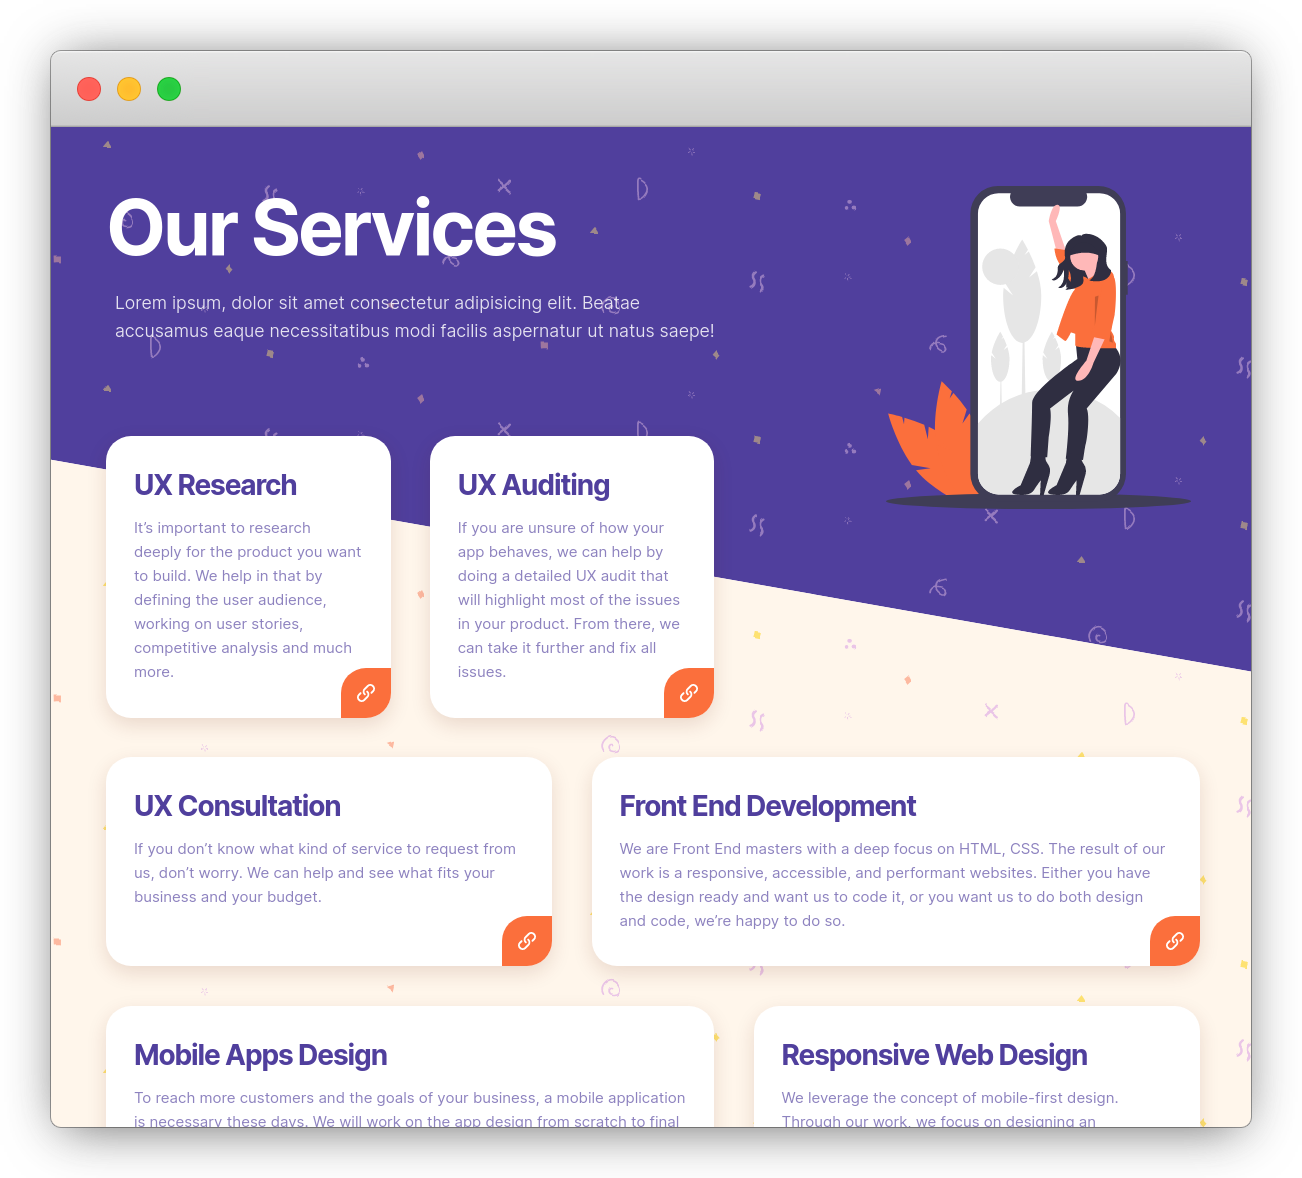 Our Services
Lorem ipsum, dolor sit amet consectetur adipisicing elit. Beatae
accusamus eaque necessitatibus modi facilis aspernatur ut natus saepe!
UX Research
It’s important to research
deeply for the product you want
to build. We help in that by
defining the user audience,
working on user stories,
competitive analysis and much
more.
UX Auditing
If you are unsure of how your
app behaves, we can help by
doing a detailed UX audit that
will highlight most of the issues
in your product. From there, we
can take it further and fix all
issues.
UX Consultation
If you don’t know what kind of service to request from
us, don’t worry. We can help and see what fits your
business and your budget.
Front End Development
We are Front End masters with a deep focus on HTML, CSS. The result of our
work is a responsive, accessible, and performant websites. Either you have
the design ready and want us to code it, or you want us to do both design
and code, we’re happy to do so.
Mobile Apps Design
To reach more customers and the goals of your business, a mobile application
is necessary these days. We will work on the app design from scratch to final
Responsive Web Design
We leverage the concept of mobile-first design.
Through our work, we focus on designing an